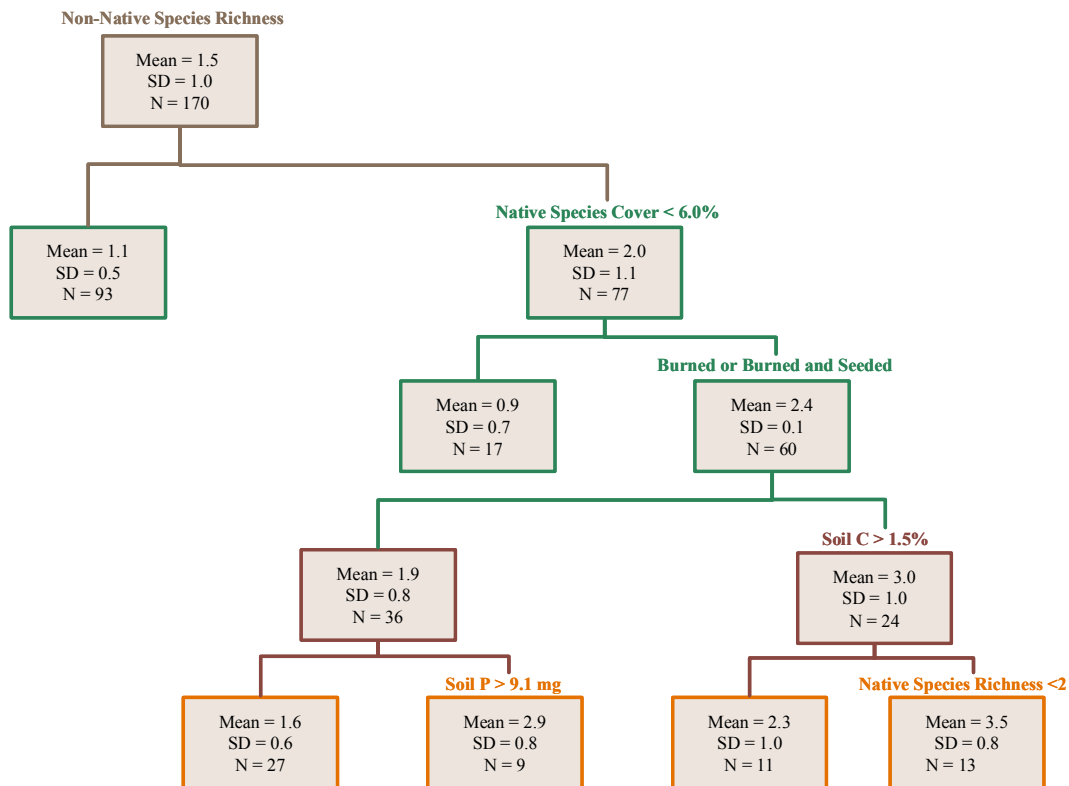 Non-Native Species Richness
Mean = 1.5
SD = 1.0
N = 170
Native Species Cover < 6.0%
Mean = 1.1
SD = 0.5
N = 93
Mean = 2.0
SD = 1.1
N = 77
Burned or Burned and Seeded
Mean = 0.9
SD = 0.7
N = 17
Mean = 2.4
SD = 0.1
N = 60
Soil C > 1.5%
Mean = 1.9
SD = 0.8
N = 36
Mean = 3.0
SD = 1.0
N = 24
Soil P > 9.1 mg
Native Species Richness <2
Mean = 1.6
SD = 0.6
N = 27
Mean = 2.9
SD = 0.8
N = 9
Mean = 2.3
SD = 1.0
N = 11
Mean = 3.5
SD = 0.8
N = 13